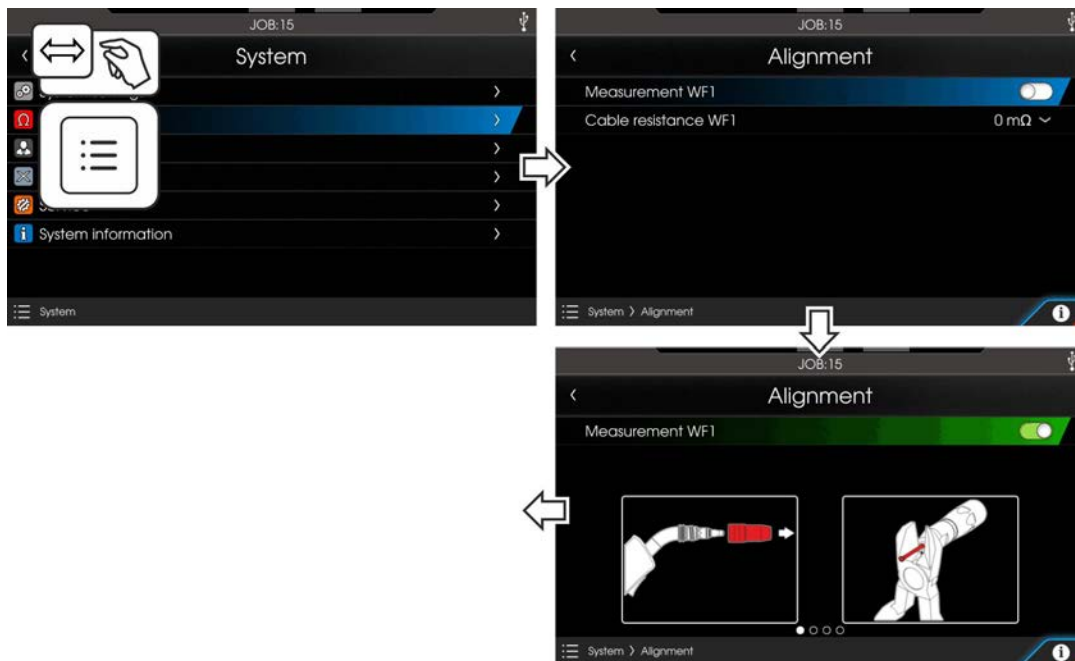 JOB:15
System
System information
System
JOB:15
Alignment
Measurement WF1
Cable resistance WF1 0 mΩ
System > Alignment
JOB:15
Alignment
Measurement WF1
System > Alignment